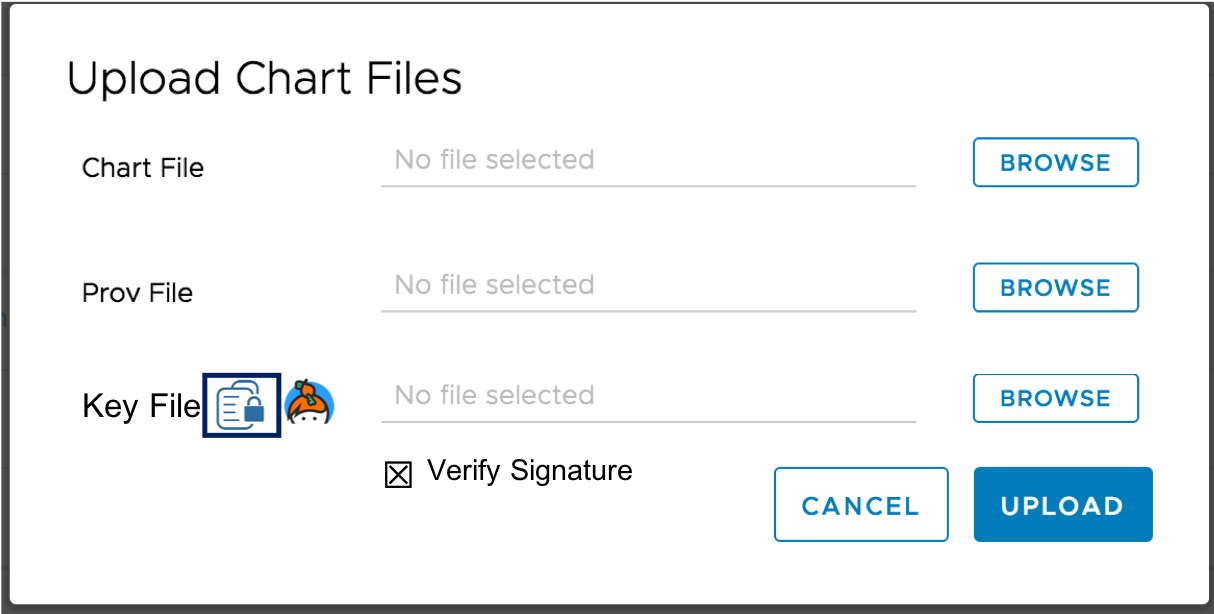 Upload Chart Files
Chart File No file selected BROWSE
Prov File No file selected BROWSE
Key File No file selected BROWSE
Verify Signature
CANCEL UPLOAD